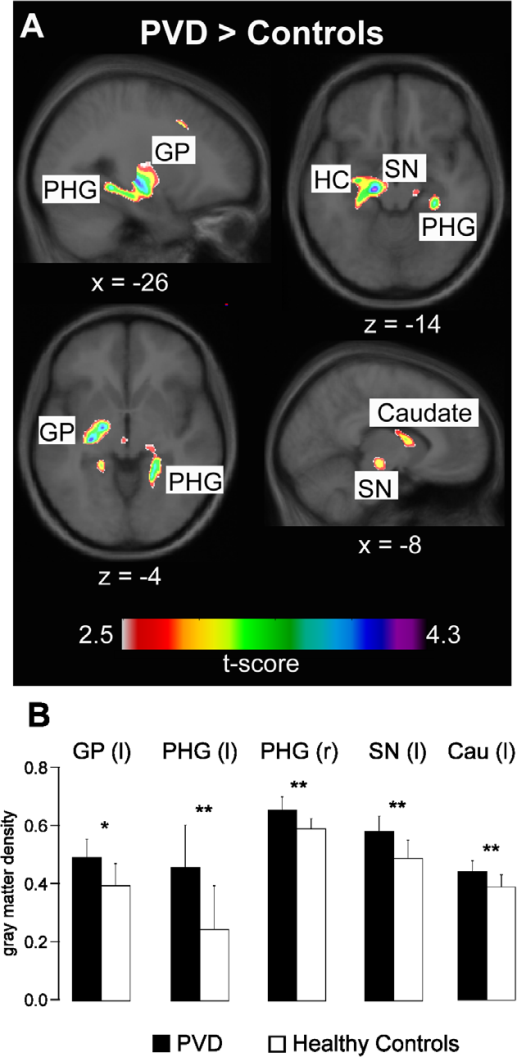 A
PVD > Controls
GP
PHG
x = -26
HC
SN
PHG
z = -14
GP
PHG
z = -4
Caudate
SN
x = -8
2.5
4.3
t-score
B
GP (l) PHG (l) PHG (r) SN (l) Cau (l)
0.8
0.6
0.4
0.2
0.0
gray matter density
* ** ** ** **
PVD Healthy Controls